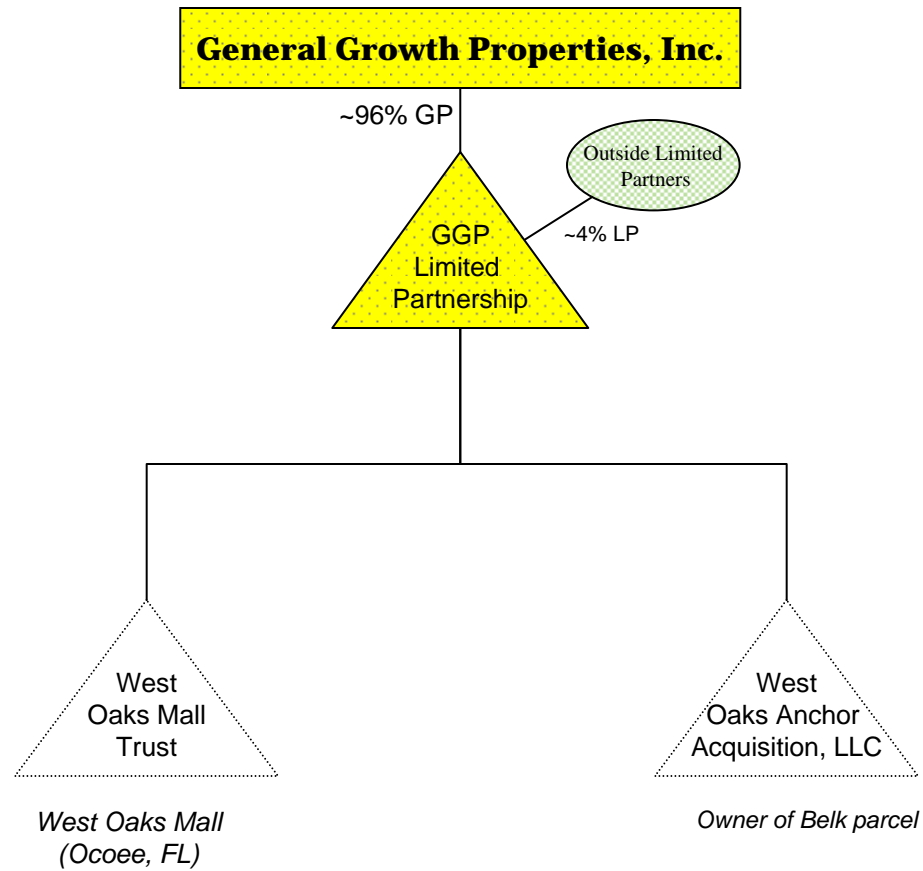 General Growth Properties, Inc.
~96% GP
Outside Limited
Partners
~4% LP
GGP
Limited
Partnership
West
Oaks Mall
Trust
West
Oaks Anchor
Acquisition, LLC
West Oaks Mall
(Ocoee, FL)
Owner of Belk parcel